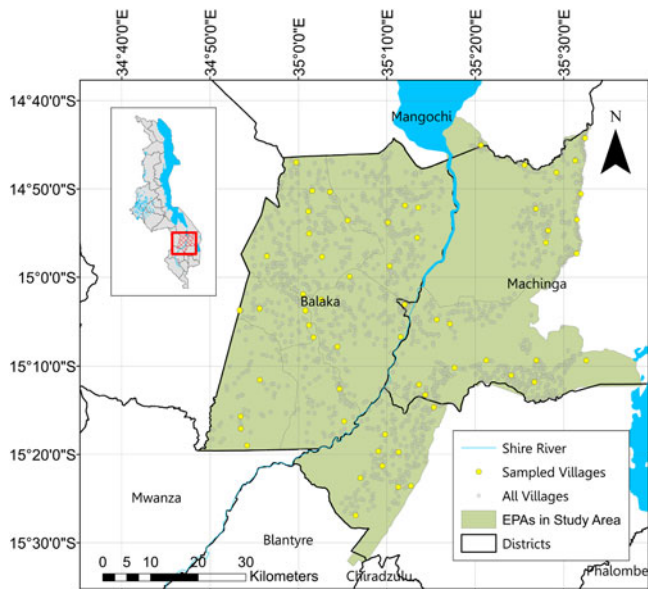 34°40'0"E 34°50'0"E 35°0'0"E 35°10'0"E 35°20'0"E 35°30'0"E
14°40'0"S
14°50'0"S
15°0'0"S
15°10'0"S
15°20'0"S
15°30'0"S
Mangochi
N
Machinga
Balaka
Mwanza
Blantyre
Chiradzulu
Phalombe
Shire River
Sampled Villages
All Villages
EPAs in Study Area
Districts
0 5 10 20 30
Kilometers